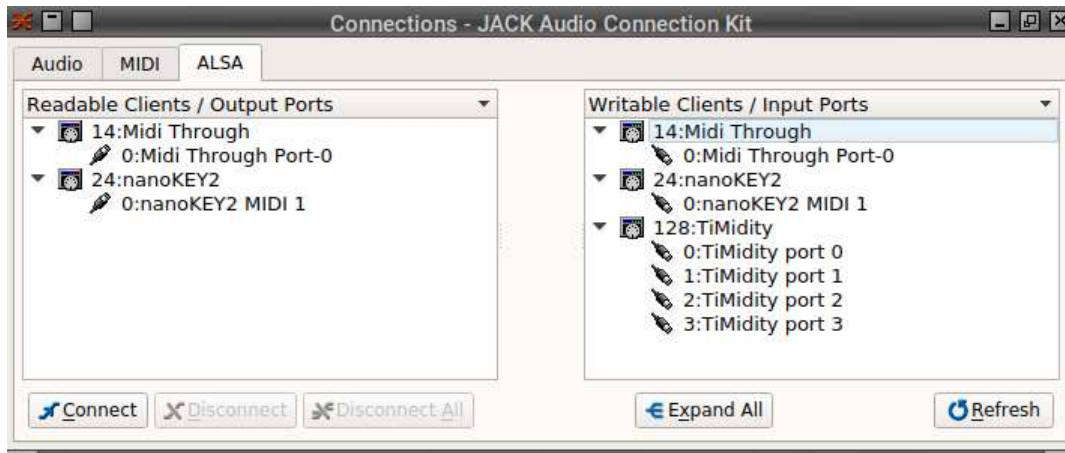 Connections - JACK Audio Connection Kit
Audio MIDI ALSA
Readable Clients / Output Ports
14:Midi Through
0:Midi Through Port-0
24:nanoKEY2
0:nanoKEY2 MIDI 1
Writable Clients / Input Ports
14:Midi Through
0:Midi Through Port-0
24:nanoKEY2
0:nanoKEY2 MIDI 1
128:TiMidity
0:TiMidity port 0
1:TiMidity port 1
2:TiMidity port 2
3:TiMidity port 3
Connect Disconnect Disconnect All Expand All Refresh